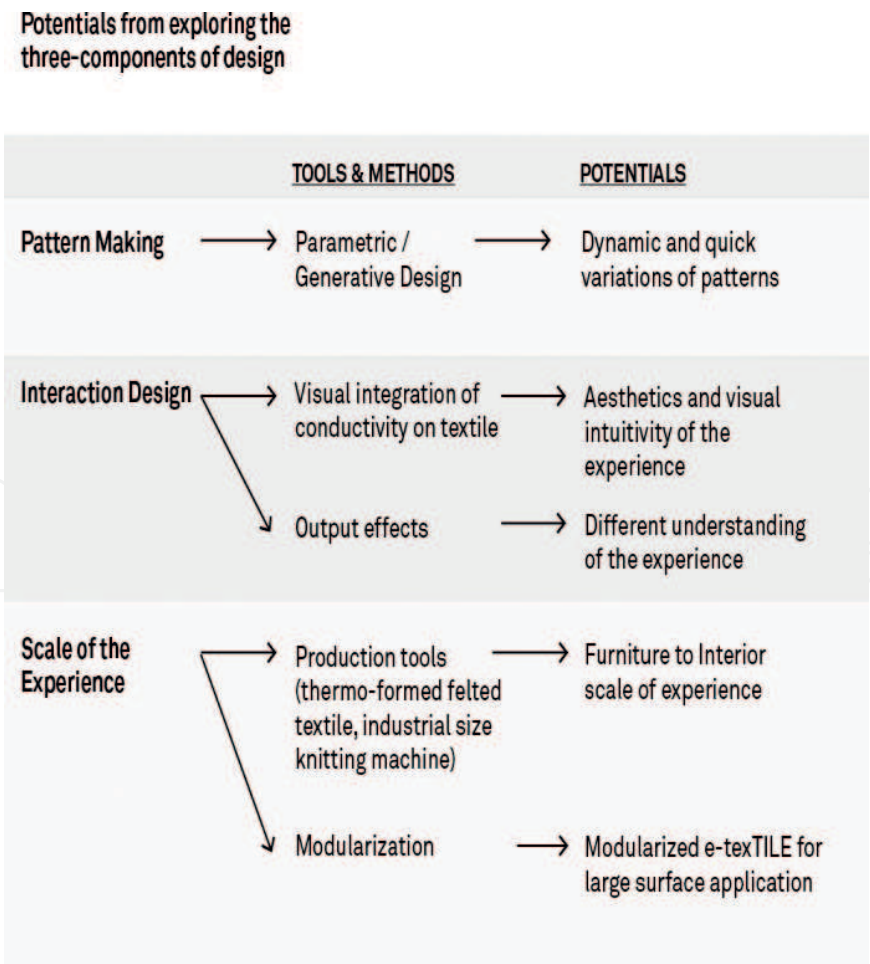 Potentials from exploring the
three-components of design
TOOLS & METHODS
POTENTIALS
Pattern Making
Parametric /
Generative Design
Dynamic and quick
variations of patterns
Interaction Design
Visual integration of
conductivity on textile
Aesthetics and visual
intuitivity of the
experience
Output effects
Different understanding
of the experience
Scale of the
Experience
Production tools
(thermo-formed felted
textile, industrial size
knitting machine)
Furniture to Interior
scale of experience
Modularization
Modularized e-texTILE for
large surface application